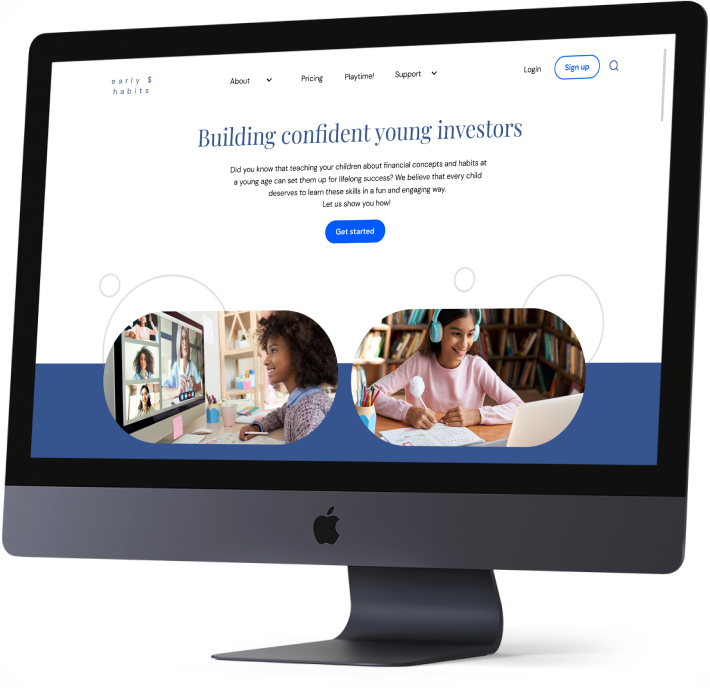 early $
habits
About
Pricing
Playtime!
Support
Login
Sign up
Building confident young investors
Did you know that teaching your children about financial concepts and habits at
a young age can set them up for lifelong success? We believe that every child
deserves to learn these skills in a fun and engaging way.
Let us show you how!
Get started